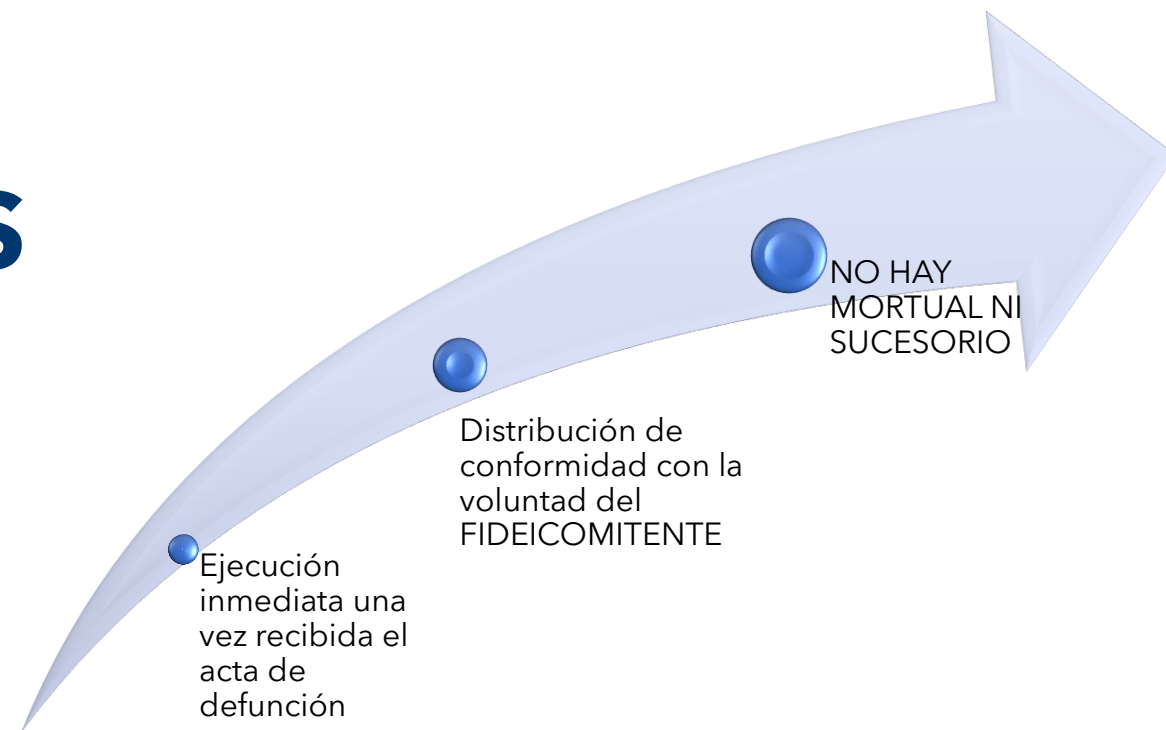 S
NO HAY
MORTUAL NI
SUCESORIO
Distribución de
conformidad con la
voluntad del
FIDEICOMITENTE
Ejecución
inmediata una
vez recibida el
acta de
defunción